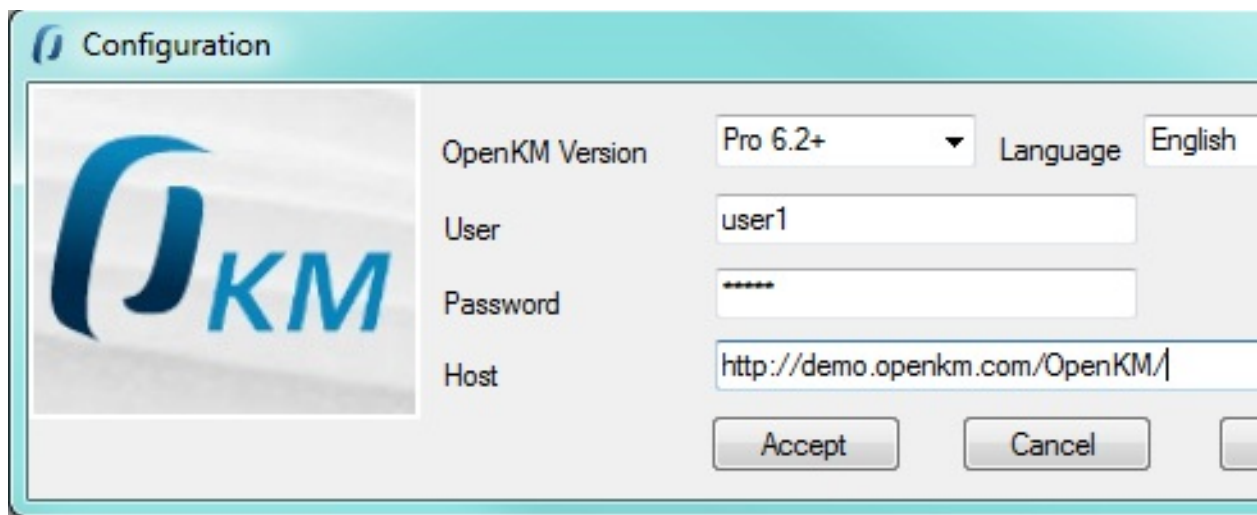 Configuration
OpenKM Version Pro 6.2+ Language English
KM
User user1
Password *****
Host http://demo.openkm.com/OpenKM/
Accept Cancel